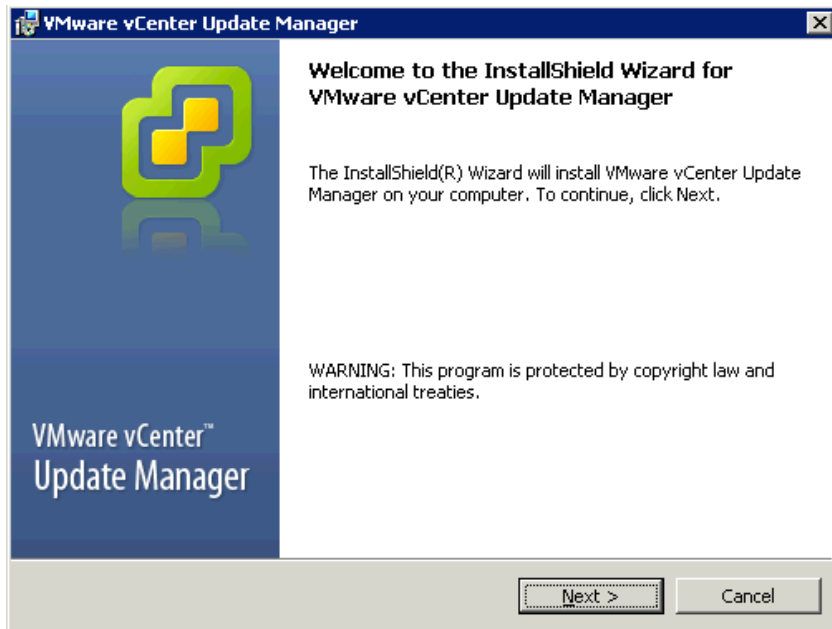 VMware vCenter Update Manager
Welcome to the InstallShield Wizard for
VMware vCenter Update Manager
The InstallShield(R) Wizard will install VMware vCenter Update
Manager on your computer. To continue, click Next.
WARNING: This program is protected by copyright law and
international treaties.
VMware vCenter™
Update Manager
Next >
Cancel